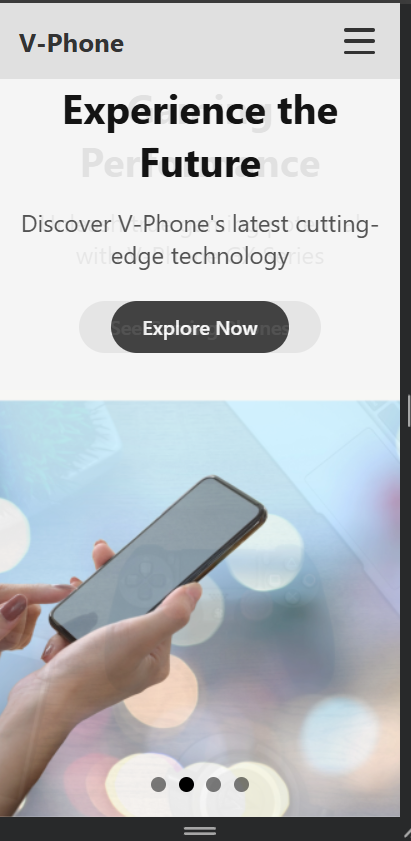 V-Phone
Experience the
Future
Discover V-Phone's latest cutting-
edge technology
Explore Now